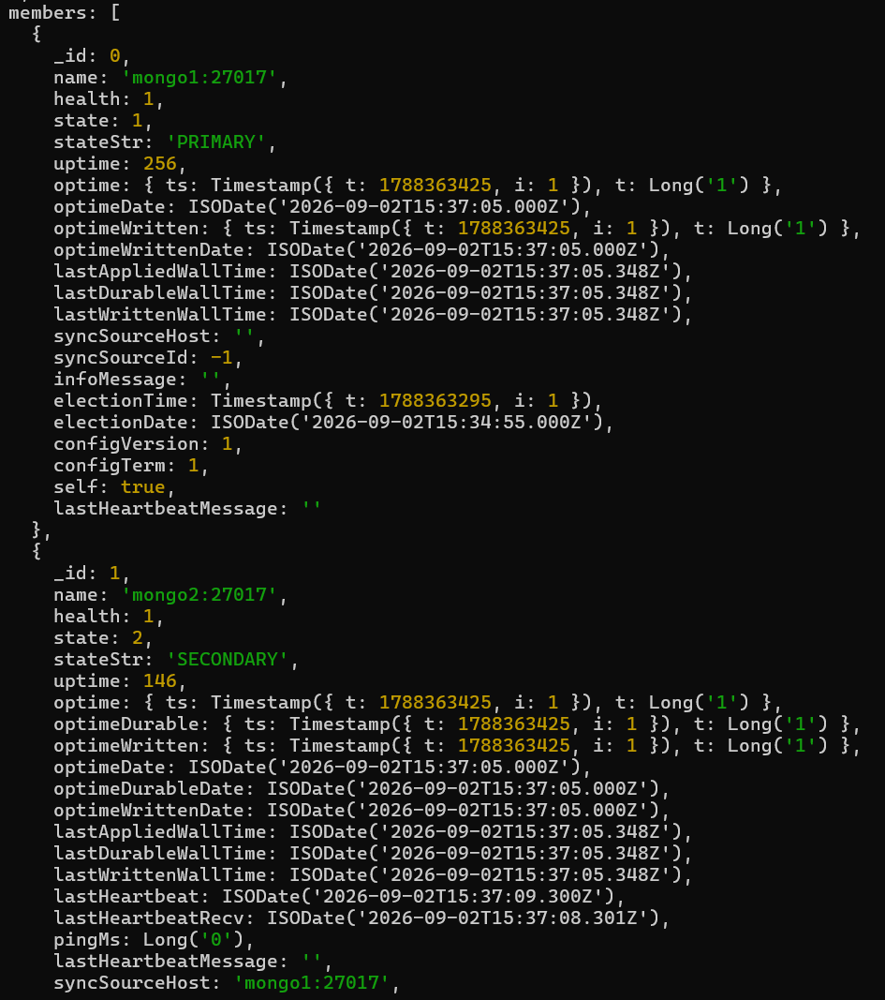 members: [
  {
    _id: 0,
    name: 'mongo1:27017',
    health: 1,
    state: 1,
    stateStr: 'PRIMARY',
    uptime: 256,
    optime: { ts: Timestamp({ t: 1788363425, i: 1 }), t: Long('1') },
    optimeDate: ISODate('2026-09-02T15:37:05.000Z'),
    optimeWritten: { ts: Timestamp({ t: 1788363425, i: 1 }), t: Long('1') },
    optimeWrittenDate: ISODate('2026-09-02T15:37:05.000Z'),
    lastAppliedWallTime: ISODate('2026-09-02T15:37:05.348Z'),
    lastDurableWallTime: ISODate('2026-09-02T15:37:05.348Z'),
    lastWrittenWallTime: ISODate('2026-09-02T15:37:05.348Z'),
    syncSourceHost: '',
    syncSourceId: -1,
    infoMessage: '',
    electionTime: Timestamp({ t: 1788363295, i: 1 }),
    electionDate: ISODate('2026-09-02T15:34:55.000Z'),
    configVersion: 1,
    configTerm: 1,
    self: true,
    lastHeartbeatMessage: ''
  },
  {
    _id: 1,
    name: 'mongo2:27017',
    health: 1,
    state: 2,
    stateStr: 'SECONDARY',
    uptime: 146,
    optime: { ts: Timestamp({ t: 1788363425, i: 1 }), t: Long('1') },
    optimeDurable: { ts: Timestamp({ t: 1788363425, i: 1 }), t: Long('1') },
    optimeWritten: { ts: Timestamp({ t: 1788363425, i: 1 }), t: Long('1') },
    optimeDate: ISODate('2026-09-02T15:37:05.000Z'),
    optimeDurableDate: ISODate('2026-09-02T15:37:05.000Z'),
    optimeWrittenDate: ISODate('2026-09-02T15:37:05.000Z'),
    lastAppliedWallTime: ISODate('2026-09-02T15:37:05.348Z'),
    lastDurableWallTime: ISODate('2026-09-02T15:37:05.348Z'),
    lastWrittenWallTime: ISODate('2026-09-02T15:37:05.348Z'),
    lastHeartbeat: ISODate('2026-09-02T15:37:09.300Z'),
    lastHeartbeatRecv: ISODate('2026-09-02T15:37:08.301Z'),
    pingMs: Long('0'),
    lastHeartbeatMessage: '',
    syncSourceHost: 'mongo1:27017',